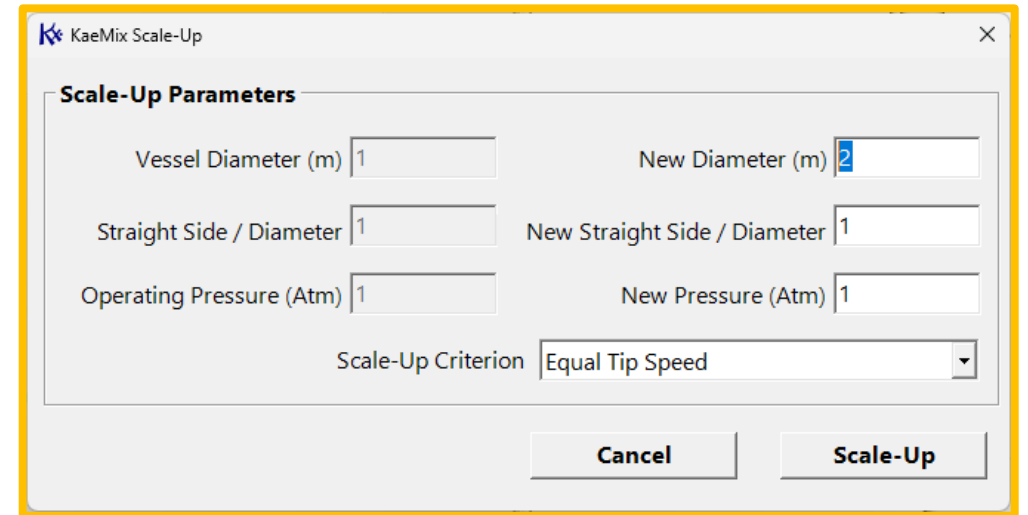 KaeMix Scale-Up
Scale-Up Parameters
Vessel Diameter (m) 1 New Diameter (m) 2
Straight Side / Diameter 1 New Straight Side / Diameter 1
Operating Pressure (Atm) 1 New Pressure (Atm) 1
Scale-Up Criterion Equal Tip Speed
Cancel Scale-Up